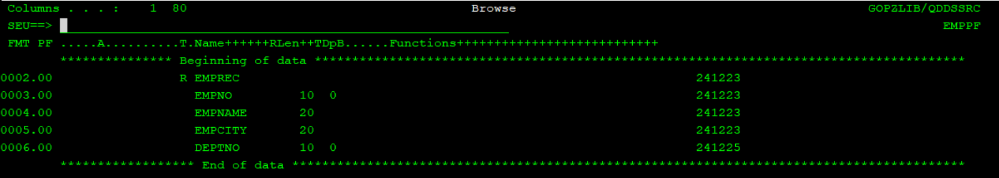 Columns . . . :    1  80                                      Browse                                               GOPZLIB/QDDSSRC
SEU==>                                                                                                                       EMPPF
FMT PF .....A..........T.Name++++++RLen++TDpB......Functions+++++++++++++++++++++++++++
*************** Beginning of data ***************************************************************************************
0002.00                 R EMPREC                                                             241223
0003.00                   EMPNO         10  0                                                241223
0004.00                   EMPNAME       20                                                   241223
0005.00                   EMPCITY       20                                                   241223
0006.00                   DEPTNO        10  0                                                241225
****************** End of data ******************************************************************************************